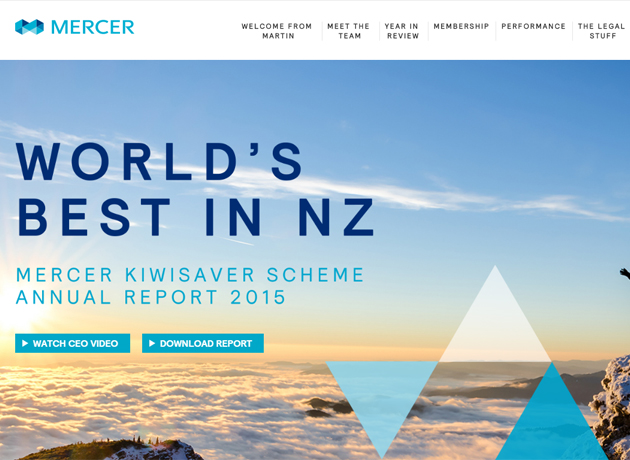 MERCER
WELCOME FROM
MARTIN
MEET THE
TEAM
YEAR IN
REVIEW
MEMBERSHIP
PERFORMANCE
THE LEGAL
STUFF
WORLD'S
BEST IN NZ
MERCER KIWISAVER SCHEME
ANNUAL REPORT 2015
WATCH CEO VIDEO
DOWNLOAD REPORT